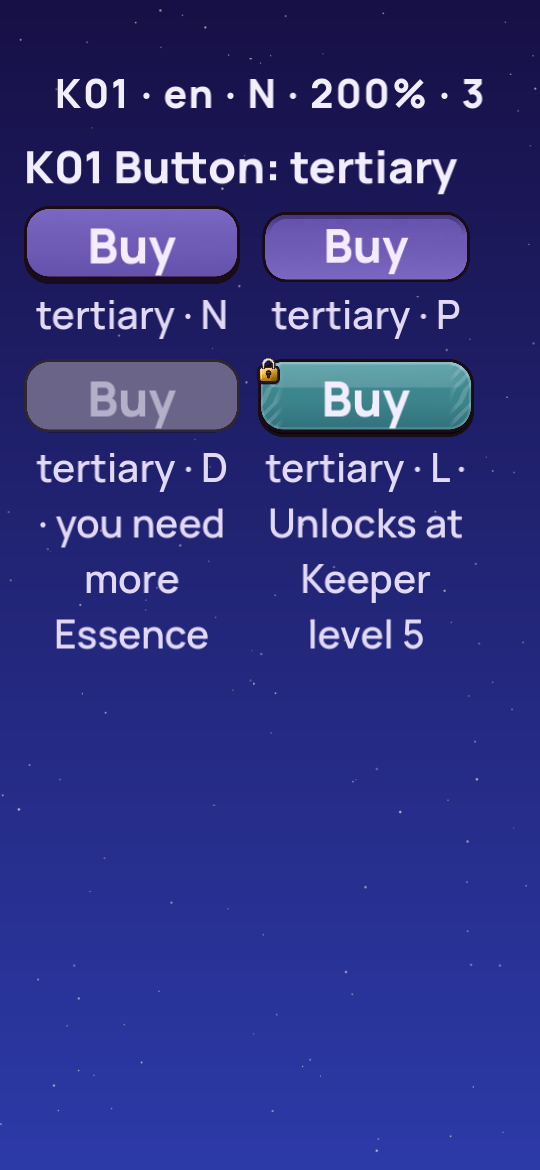 K01 · en · N · 200% · 3
K01 Button: tertiary
Buy
Buy
tertiary · N
tertiary · P
Buy
Buy
tertiary · D
· you need
more
Essence
tertiary · L ·
Unlocks at
Keeper
level 5